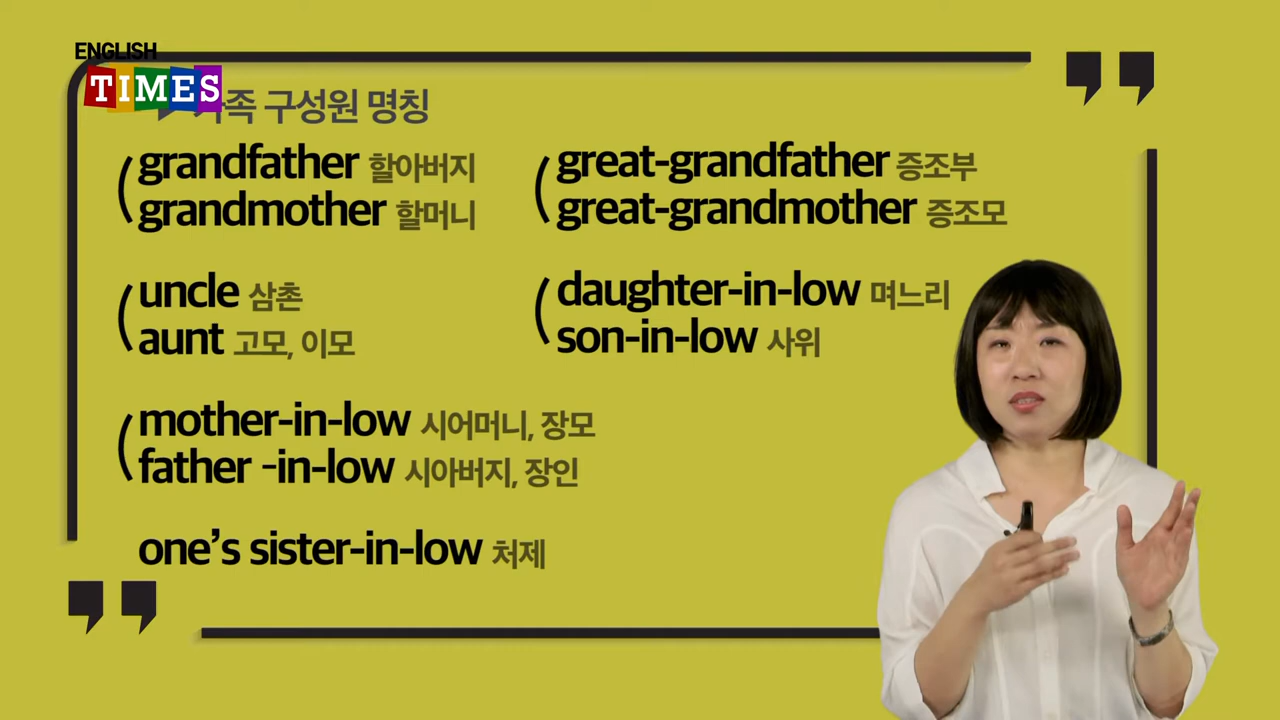 ENGLISH
TIMES
가족 구성원 명칭
grandfather 할아버지
grandmother 할머니
great-grandfather 증조부
great-grandmother 증조모
uncle 삼촌
aunt 고모, 이모
daughter-in-low 며느리
son-in-low 사위
mother-in-low 시어머니, 장모
father -in-low 시아버지, 장인
one’s sister-in-low 처제